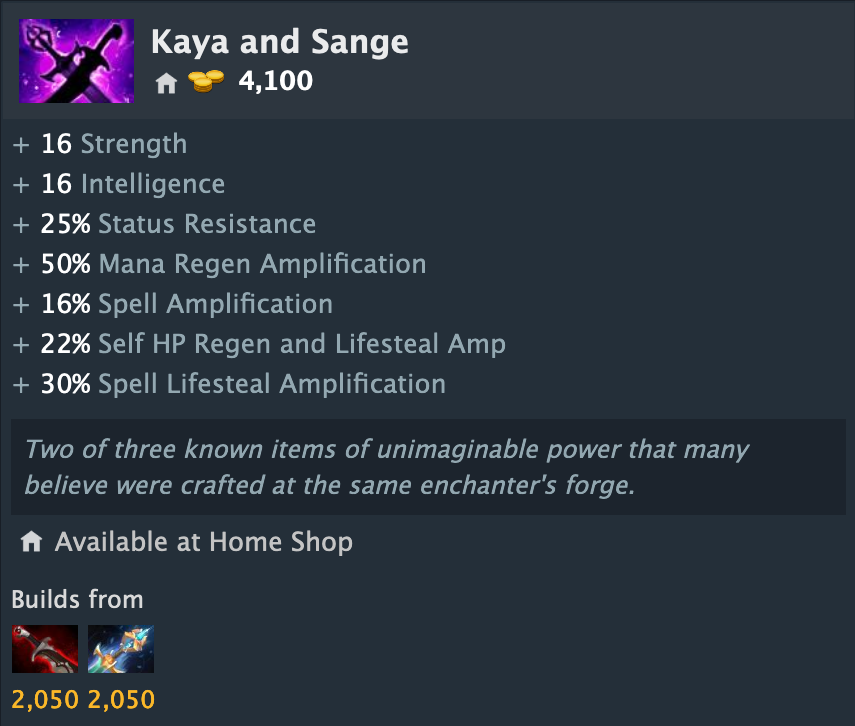 Kaya and Sange
4,100
+ 16 Strength
+ 16 Intelligence
+ 25% Status Resistance
+ 50% Mana Regen Amplification
+ 16% Spell Amplification
+ 22% Self HP Regen and Lifesteal Amp
+ 30% Spell Lifesteal Amplification
Two of three known items of unimaginable power that many
believe were crafted at the same enchanter's forge.
Available at Home Shop
Builds from
2,050 2,050